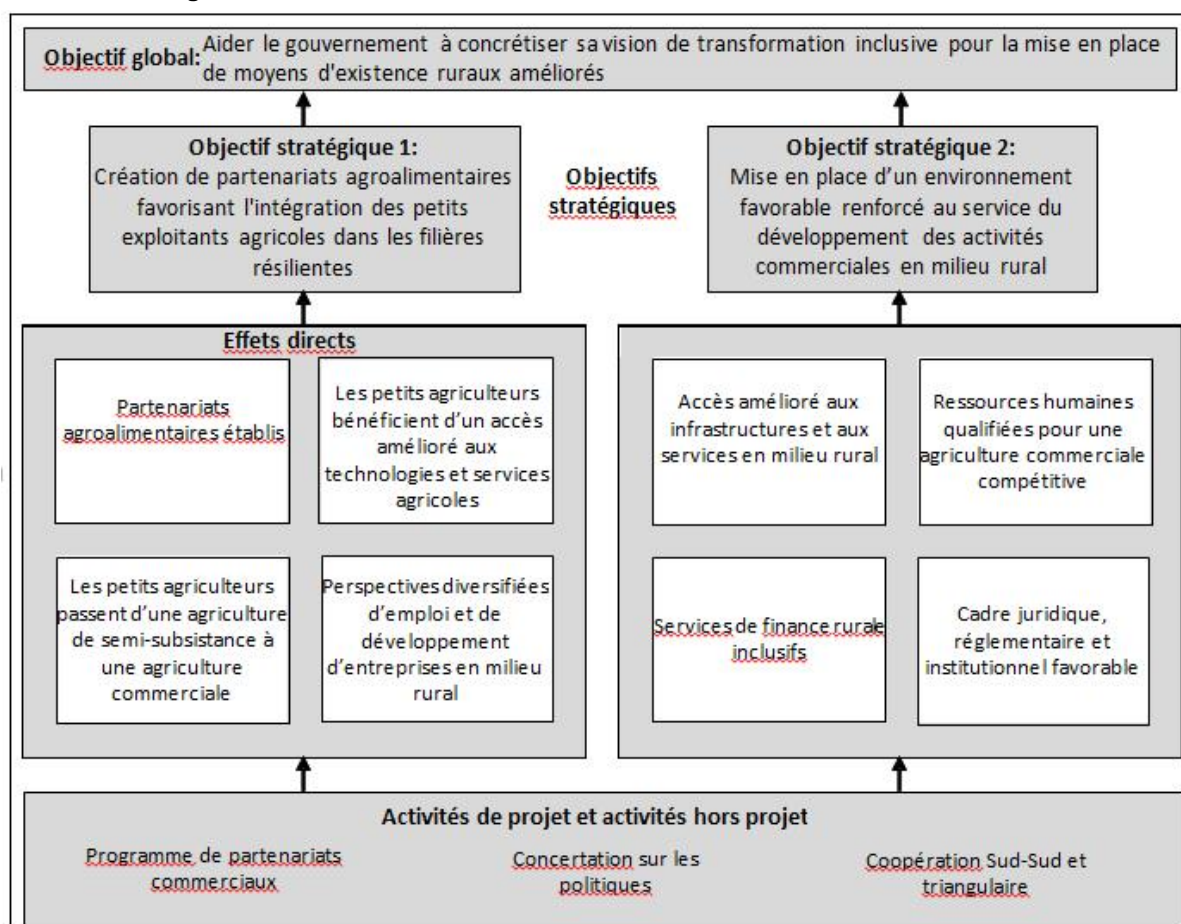 Objectif global: Aider le gouvernement à concrétiser sa vision de transformation inclusive pour la mise en place
de moyens d'existence ruraux améliorés
Objectif stratégique 1:
Création de partenariats agroalimentaires
favorisant l'intégration des petits
exploitants agricoles dans les filières
résilientes
Objectifs
stratégiques
Objectif stratégique 2:
Mise en place d’un environnement
favorable renforcé au service du
développement des activités
commerciales en milieu rural
Effets directs
Partenariats
agroalimentaires établis
Les petits agriculteurs
bénéficient d’un accès
amélioré aux
technologies et services
agricoles
Les petits agriculteurs
passent d’une agriculture
de semi-subsistance à
une agriculture
commerciale
Perspectives diversifiées
d’emploi et de
développement
d’entreprises en milieu
rural
Accès amélioré aux
infrastructures et aux
services en milieu rural
Ressources humaines
qualifiées pour une
agriculture commerciale
compétitive
Services de finance rurale
inclusifs
Cadre juridique,
réglementaire et
institutionnel favorable
Activités de projet et activités hors projet
Programme de partenariats
commerciaux
Concertation sur les
politiques
Coopération Sud-Sud et
triangulaire